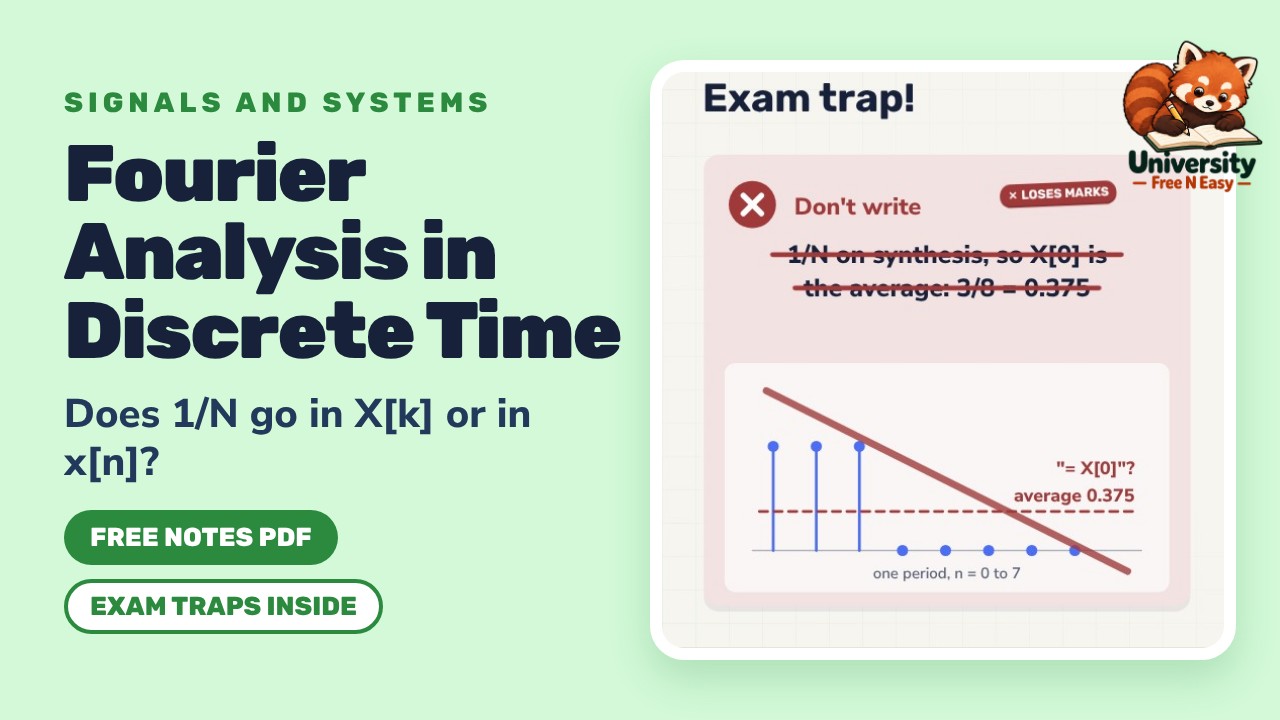 SIGNALS AND SYSTEMS
Fourier
Analysis in
Discrete Time
Does 1/N go in X[k] or in
x[n]?
FREE NOTES PDF
EXAM TRAPS INSIDE
Exam trap!
University
Free N Easy
× LOSES MARKS
Don't write
1/N on synthesis, so X[0] is
the average: 3/8 = 0.375
"= X[0]"?
average 0.375
one period, n = 0 to 7